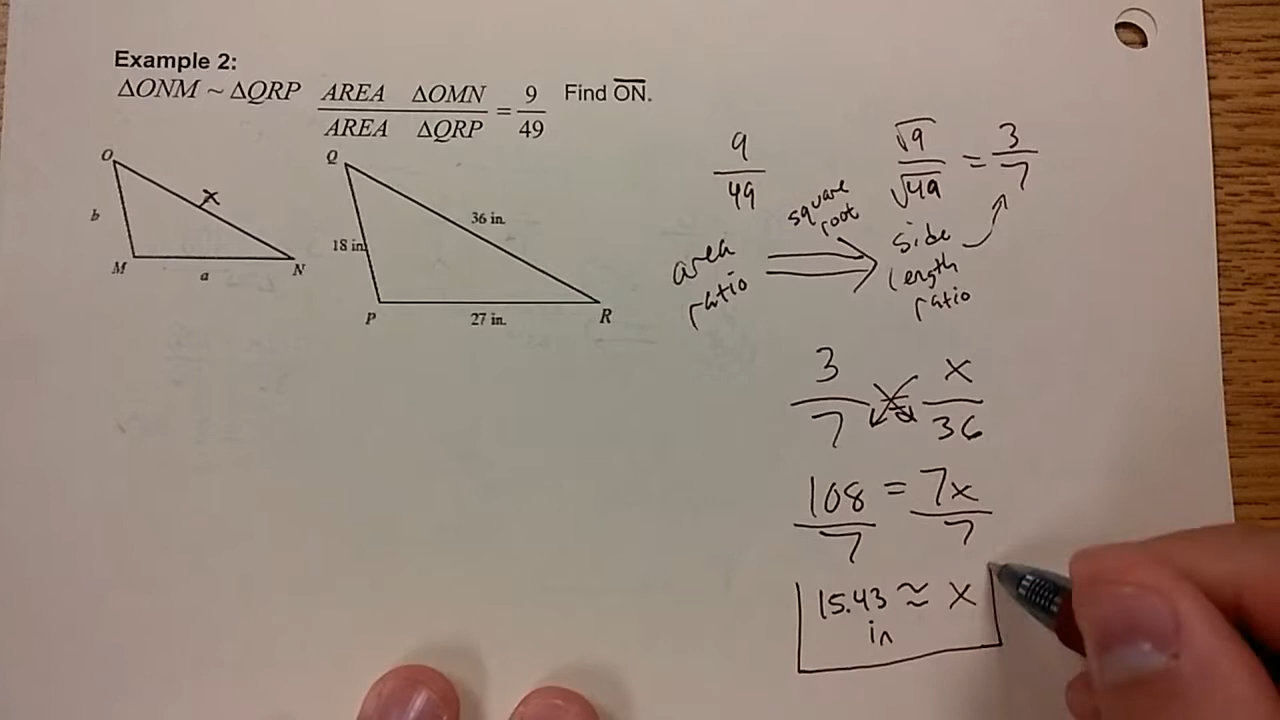 Example 2:
ΔONM ~ ΔQRP AREA ΔOMN / AREA ΔQRP = 9/49 Find ON.
O
x
b
M
a
N
Q
36 in.
18 in.
P
27 in.
R
9/49
√9/√49 = 3/7
area
ratio
square
root
side
length
ratio
3/7 = x/36
108/7 = 7x/7
15.43 ≈ x
in